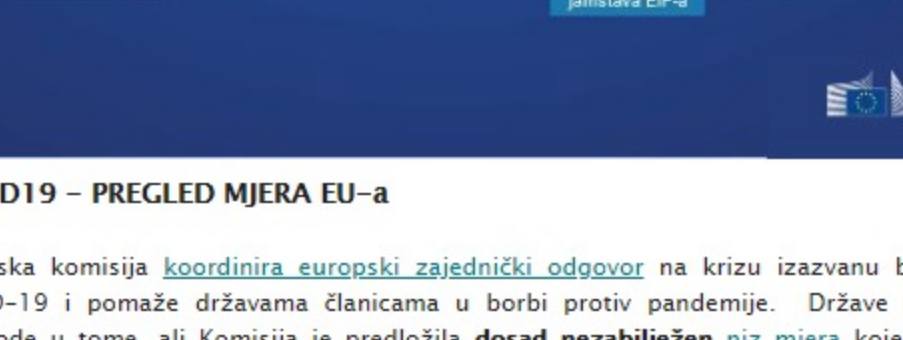 jamstava EIF-a
D19 – PREGLED MJERA EU-a
ska komisija koordinira europski zajednički odgovor na krizu izazvanu b
D-19 i pomaže državama članicama u borbi protiv pandemije. Države
ode u tome, ali Komisija je predložila dosad nezabilježen niz mjera koje